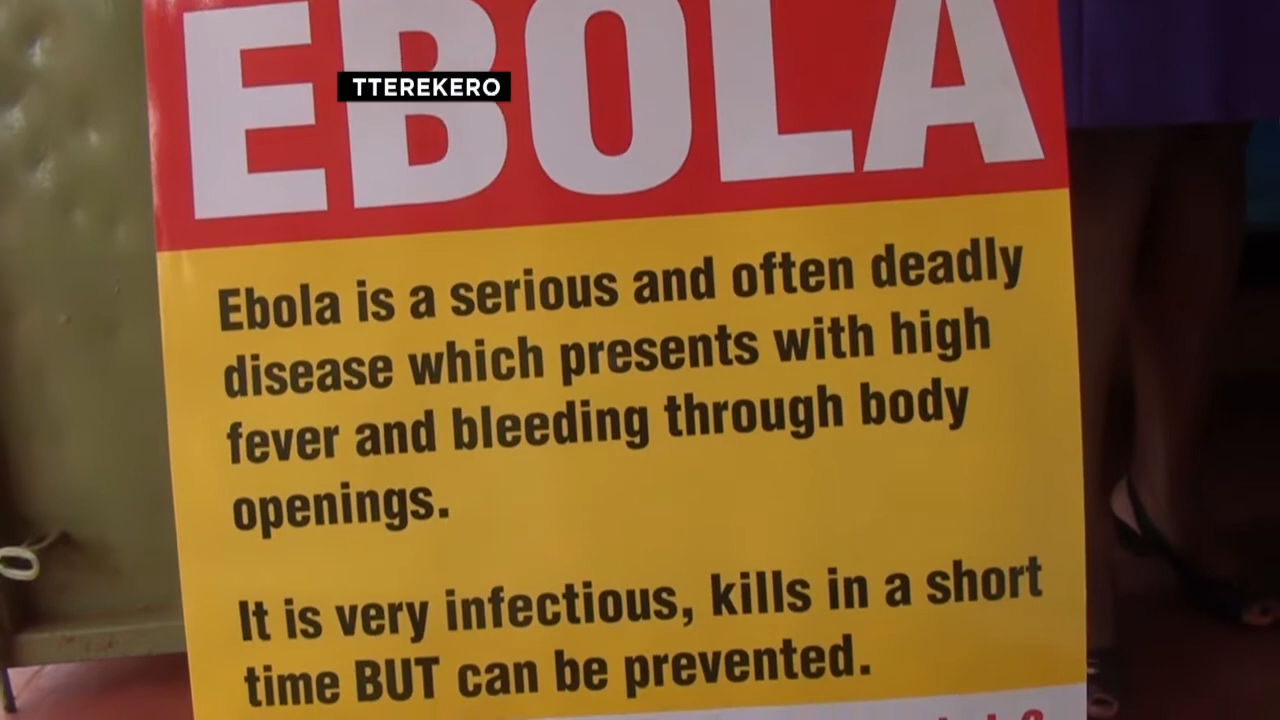 EBOLA
TTEREKERO
Ebola is a serious and often deadly
disease which presents with high
fever and bleeding through body
openings.
It is very infectious, kills in a short
time BUT can be prevented.